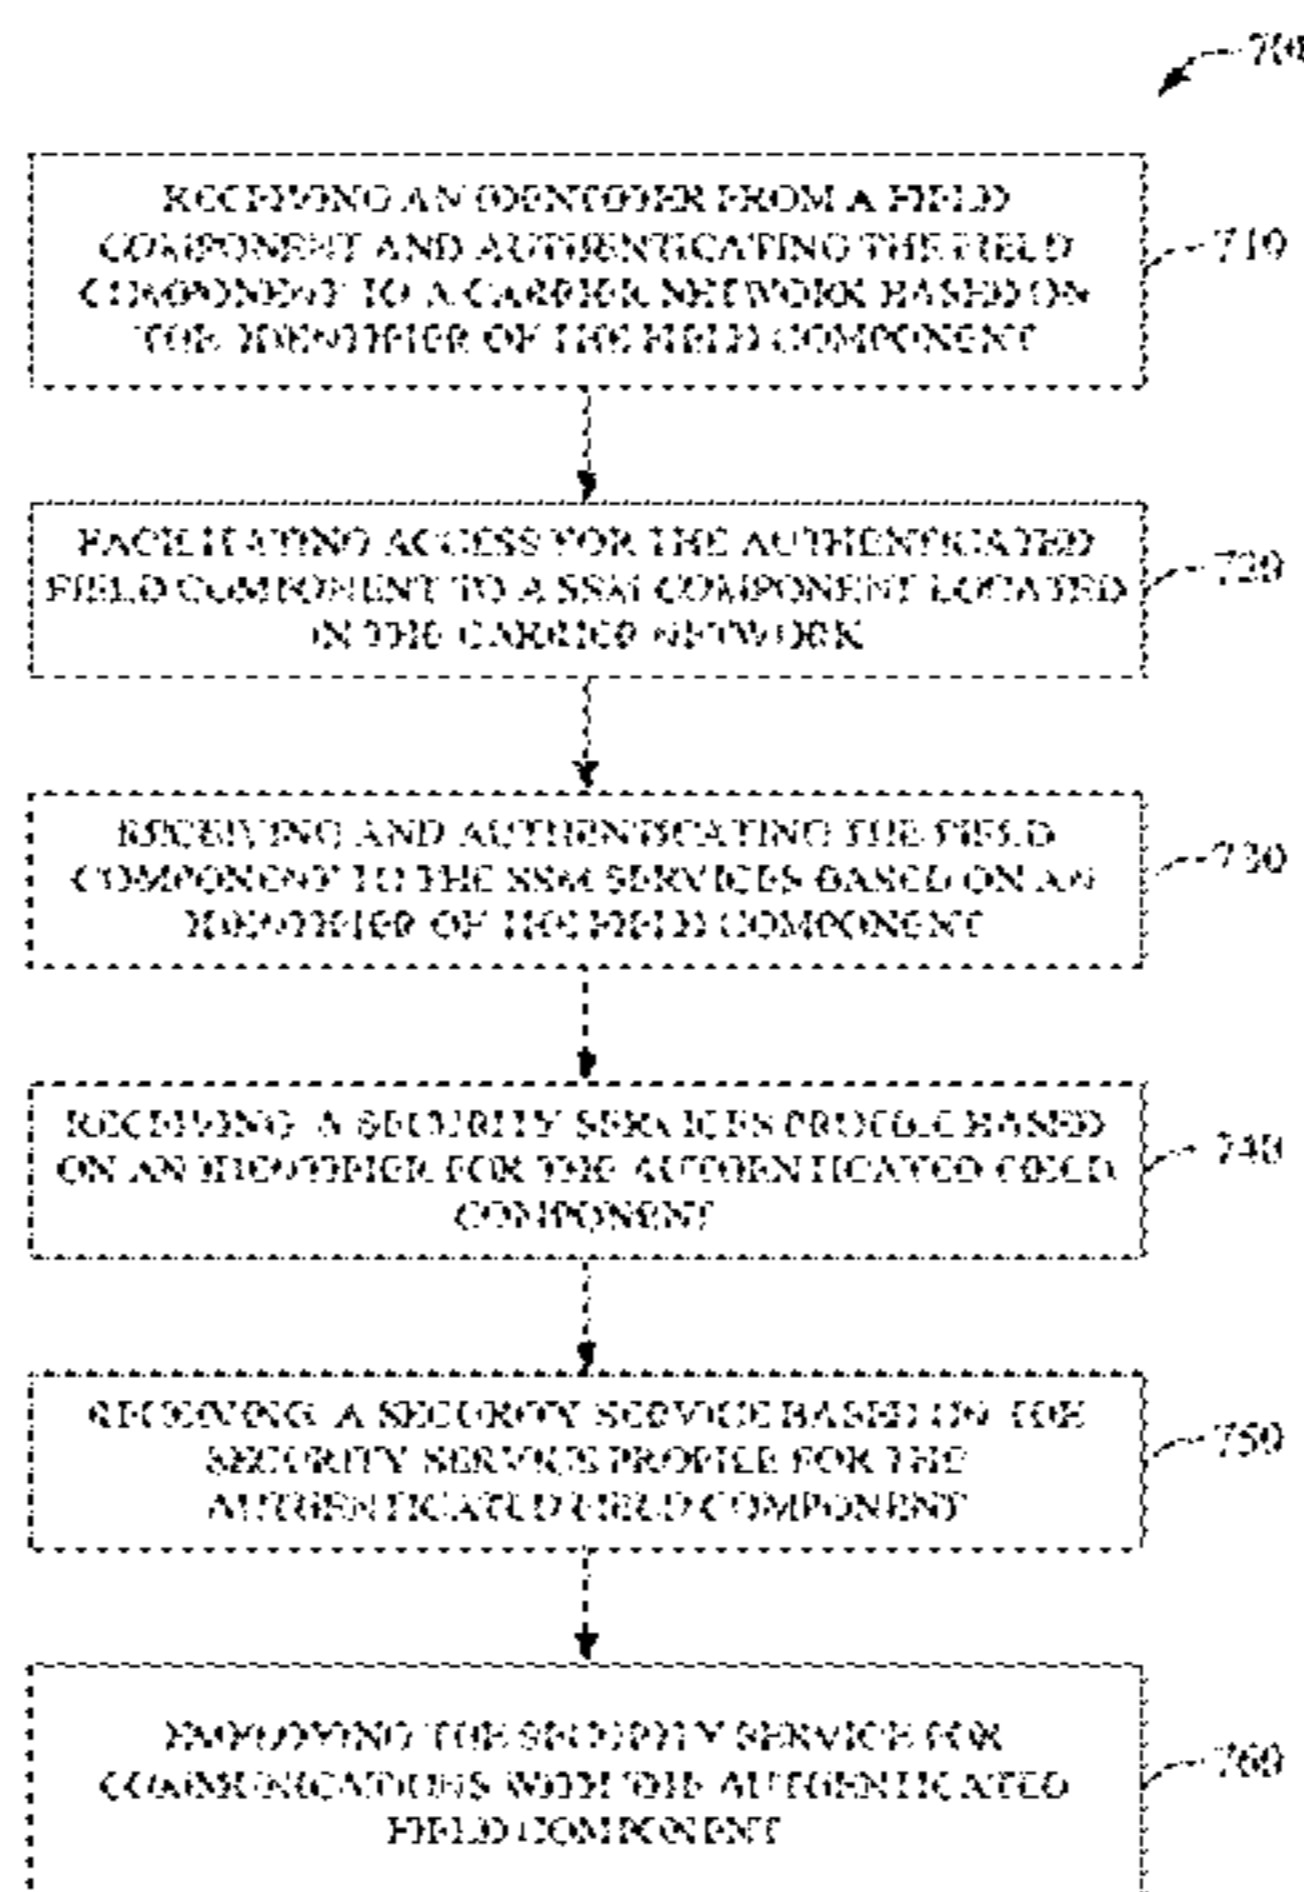 700
RECEIVING AN IDENTIFIER FROM A FIELD
COMPONENT AND AUTHENTICATING THE FIELD
COMPONENT TO A CARRIER NETWORK BASED ON
THE IDENTIFIER OF THE FIELD COMPONENT
710
FACILITATING ACCESS FOR THE AUTHENTICATED
FIELD COMPONENT TO A SSM COMPONENT LOCATED
IN THE CARRIER NETWORK
720
RECEIVING AND AUTHENTICATING THE FIELD
COMPONENT TO THE SSM SERVICES BASED ON AN
IDENTIFIER OF THE FIELD COMPONENT
730
RECEIVING A SECURITY SERVICES PROFILE BASED
ON AN IDENTIFIER FOR THE AUTHENTICATED FIELD
COMPONENT
740
RECEIVING A SECURITY SERVICE BASED ON THE
SECURITY SERVICE PROFILE FOR THE
AUTHENTICATED FIELD COMPONENT
750
EMPLOYING THE SECURITY SERVICE FOR
COMMUNICATIONS WITH THE AUTHENTICATED
FIELD COMPONENT
760